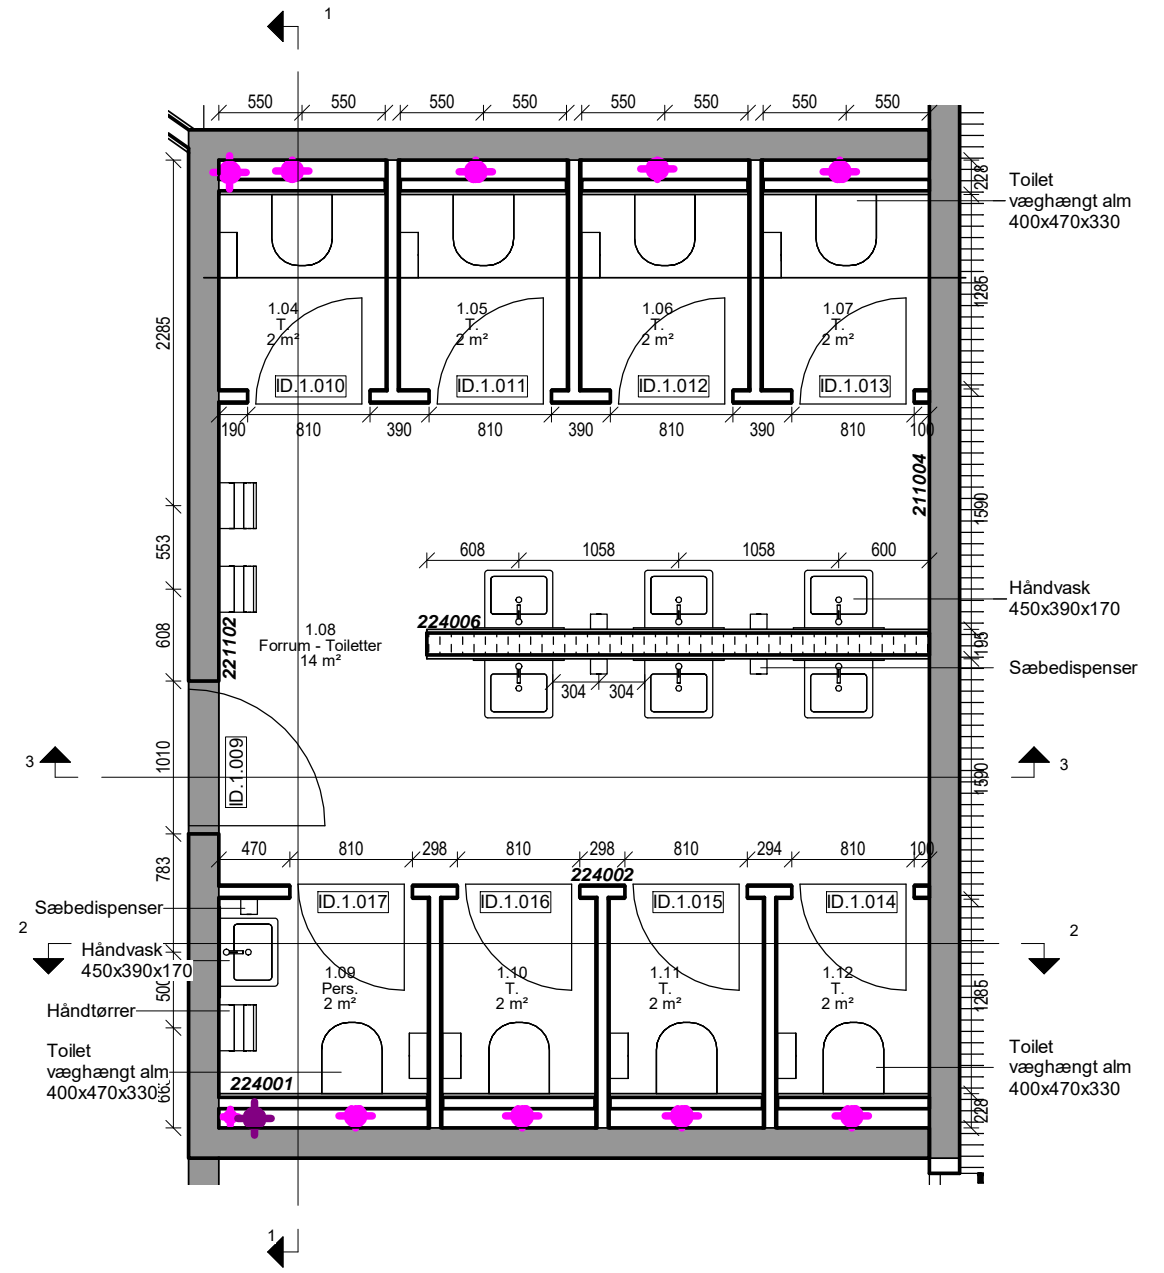 1
550 550 550 550 550 550 550 550
228
Toilet
væghængt alm
400x470x330
2285
1285
1.04
T.
2 m²
1.05
T.
2 m²
1.06
T.
2 m²
1.07
T.
2 m²
ID.1.010
ID.1.011
ID.1.012
ID.1.013
190 810 390 810 390 810 390 810 100
211004
1590
553
608 1058 1058 600
Håndvask
450x390x170
224006
608
221102
1.08
Forrum - Toiletter
14 m²
195
Sæbedispenser
304 304
3
1010
ID.1.009
1590
3
783
470 810 298 810 298 810 294 810 100
224002
ID.1.017
ID.1.016
ID.1.015
ID.1.014
Sæbedispenser
2
Håndvask
450x390x170
500
2
1.09
Pers.
2 m²
1.10
T.
2 m²
1.11
T.
2 m²
1.12
T.
2 m²
1285
Håndtørrer
Toilet
væghængt alm
400x470x330
224001
Toilet
væghængt alm
400x470x330
228
1